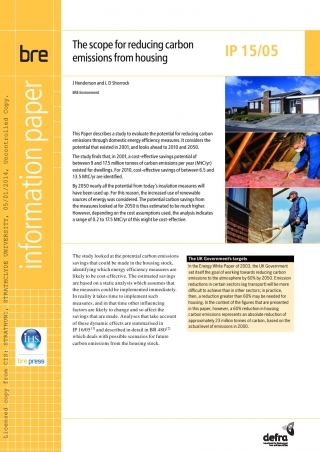 bre
The scope for reducing carbon
emissions from housing
IP 15/05
J Henderson and L D Shorrock
BRE Environment
information paper
This Paper describes a study to evaluate the potential for reducing carbon
emissions through domestic energy efficiency measures. It considers the
potential that existed in 2001, and looks ahead to 2010 and 2050.
The study finds that, in 2001, a cost-effective savings potential of
between 9 and 17.5 million tonnes of carbon emissions per year (MtC/yr)
existed for dwellings. For 2010, cost-effective savings of between 6.5 and
13.5 MtC/yr are identified.
By 2050 nearly all the potential from today's insulation measures will
have been used up. For this reason, the increased use of renewable
sources of energy was considered. The potential carbon savings from
the measures looked at for 2050 is thus estimated to be much higher.
However, depending on the cost assumptions used, the analysis indicates
a range of 0.2 to 17.5 MtC/yr of this might be cost-effective.
The study looked at the potential carbon emissions
savings that could be made in the housing stock,
identifying which energy efficiency measures are
likely to be cost effective. The estimated savings
are based on a static analysis which assumes that
the measures could be implemented immediately.
In reality it takes time to implement such
measures, and in that time other influencing
factors are likely to change and so affect the
savings that are made. Analyses that take account
of these dynamic effects are summarised in
IP 16/05[1] and described in detail in BR 480[2],
which deals with possible scenarios for future
carbon emissions from the housing stock.
The UK Government's targets
In the Energy White Paper of 2003, the UK Government
set itself the goal of working towards reducing carbon
emissions to the atmosphere by 60% by 2050. Emission
reductions in certain sectors (eg transport) will be more
difficult to achieve than in other sectors; in practice,
then, a reduction greater than 60% may be needed for
housing. In the context of the figures that are presented
in this paper, however, a 60% reduction in housing
carbon emissions represents an absolute reduction of
approximately 23 million tonnes of carbon, based on the
actual level of emissions in 2000.
IHS
bre press
defra
Licensed copy from CIS: STRATHUNI, STRATHCLYDE UNIVERSITY, 05/01/2014, Uncontrolled Copy.